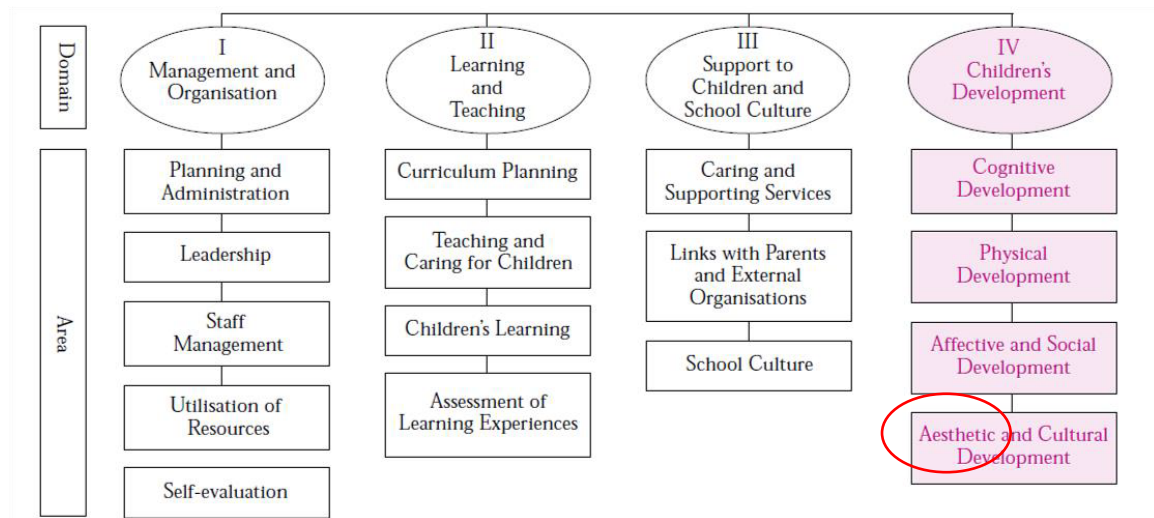 Domain
I
Management and
Organisation
II
Learning
and
Teaching
III
Support to
Children and
School Culture
IV
Children's
Development
Area
Planning and
Administration
Leadership
Staff
Management
Utilisation of
Resources
Self-evaluation
Curriculum Planning
Teaching and
Caring for Children
Children's Learning
Assessment of
Learning Experiences
Caring and
Supporting Services
Links with Parents
and External
Organisations
School Culture
Cognitive
Development
Physical
Development
Affective and Social
Development
Aesthetic and Cultural
Development